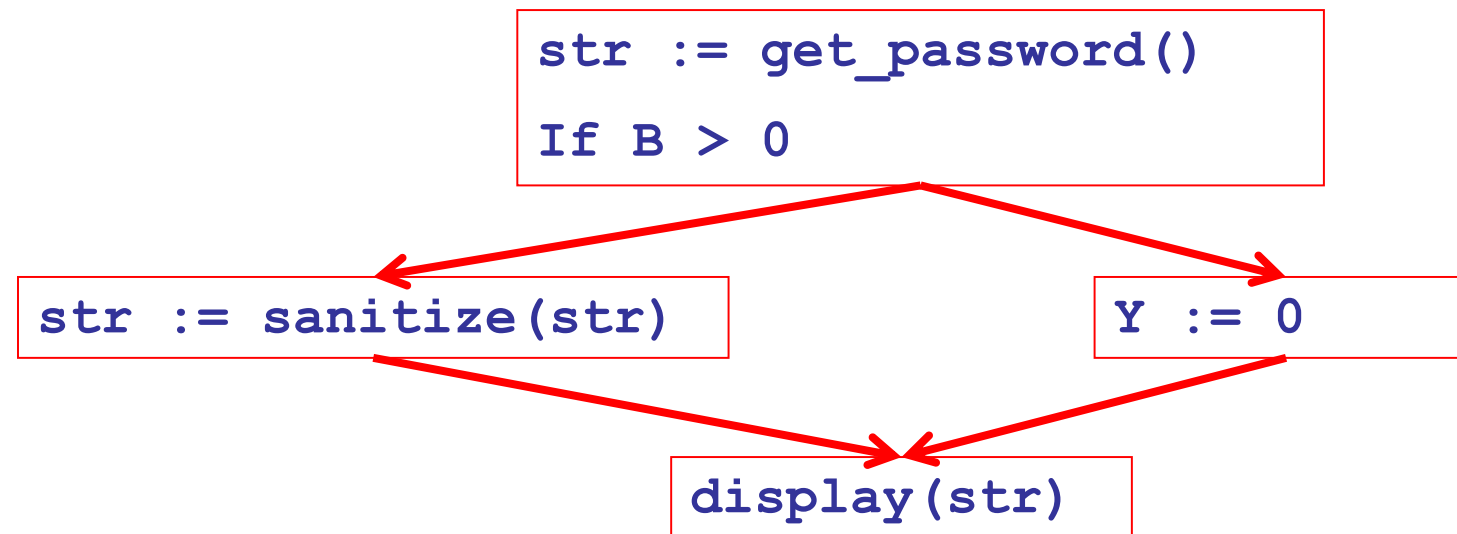 str := get_password()
If B > 0
str := sanitize(str)
Y := 0
display(str)